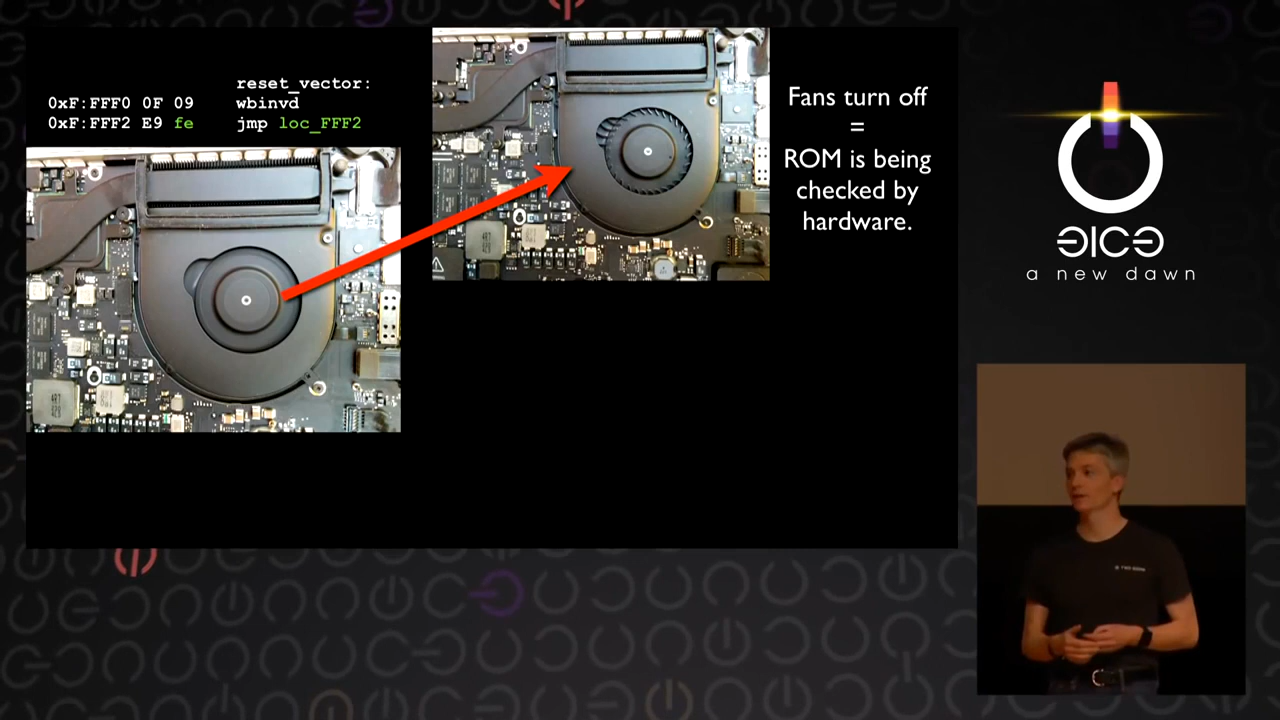 reset_vector:
0xF:FFF0 0F 09 wbinvd
0xF:FFF2 E9 fe jmp loc_FFF2
Fans turn off
=
ROM is being
checked by
hardware.
31C3
a new dawn